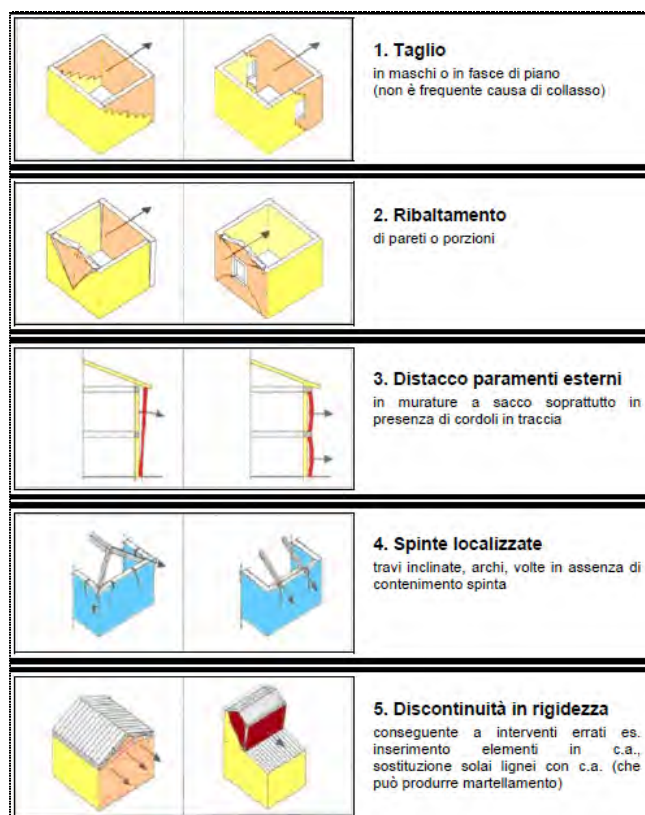 1. Taglio
in maschi o in fasce di piano
(non è frequente causa di collasso)
2. Ribaltamento
di pareti o porzioni
3. Distacco paramenti esterni
in murature a sacco soprattutto in
presenza di cordoli in traccia
4. Spinte localizzate
travi inclinate, archi, volte in assenza di
contenimento spinta
5. Discontinuità in rigidezza
conseguente a interventi errati es.
inserimento elementi in c.a.,
sostituzione solai lignei con c.a. (che
può produrre martellamento)